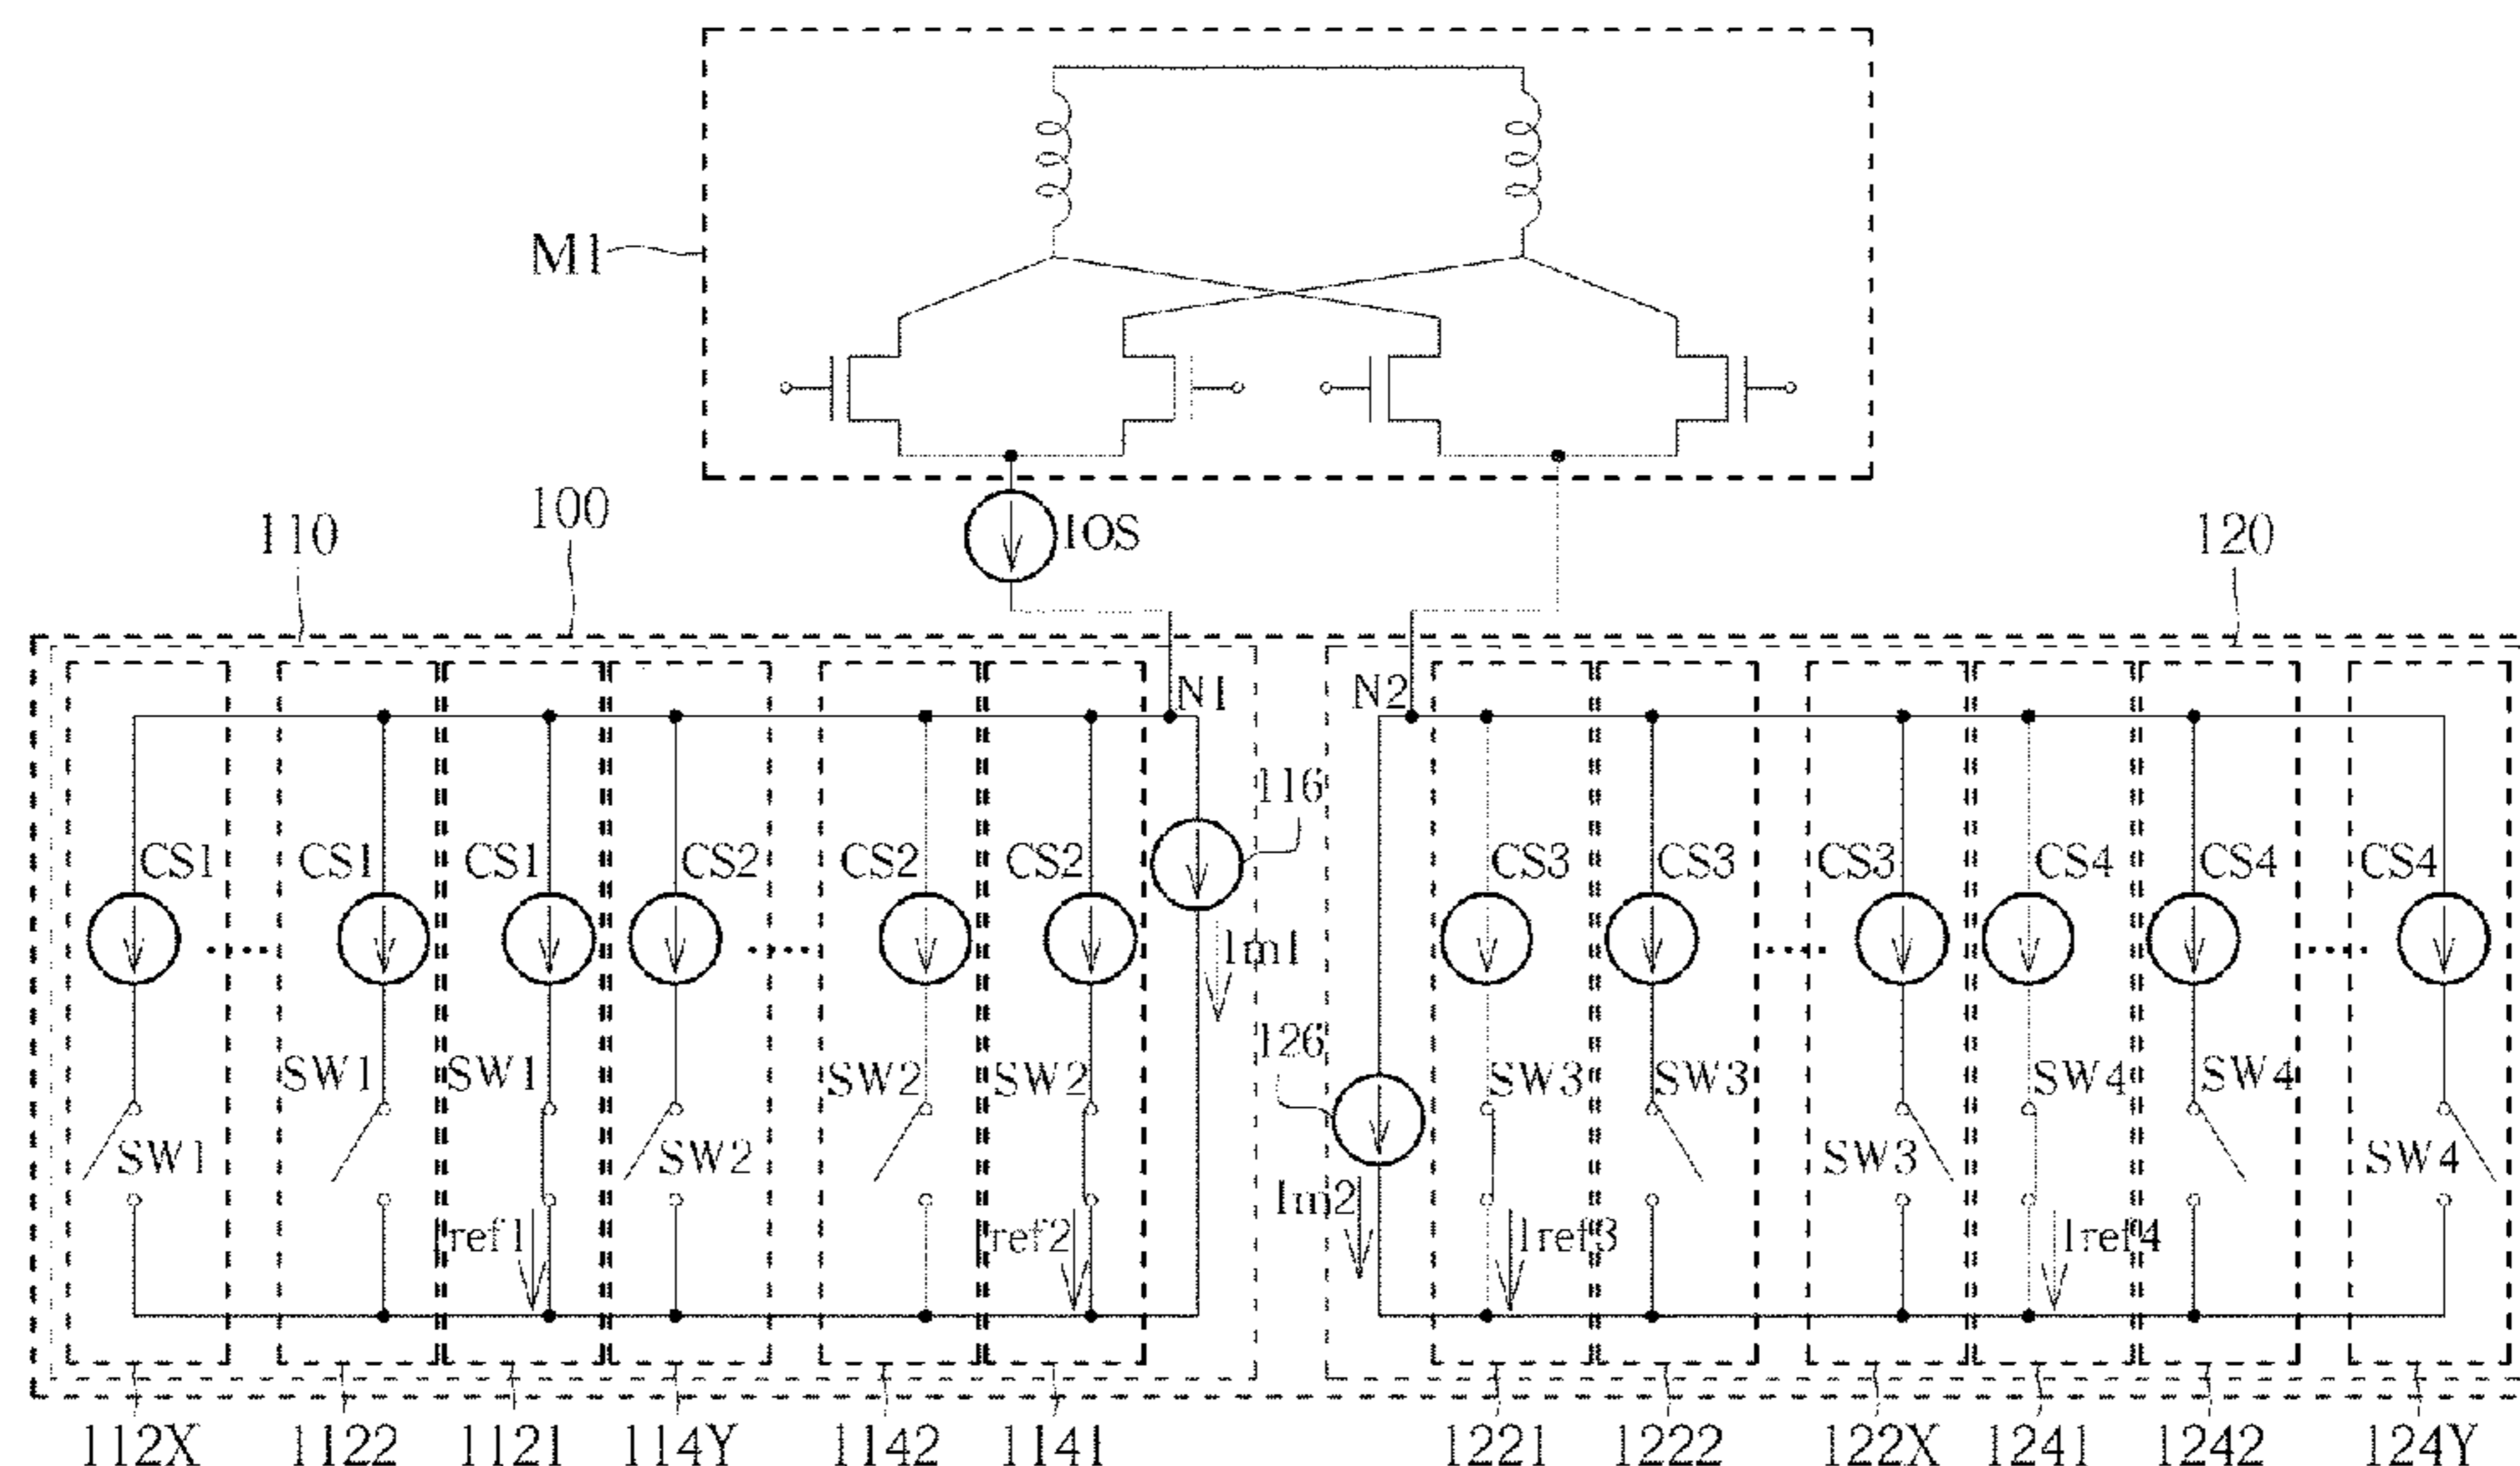 M1
110
100
IOS
120
N1
N2
116
CS1
CS1
CS1
CS2
CS2
CS2
CS3
CS3
CS3
CS4
CS4
CS4
Im1
126
SW1
SW1
SW2
SW2
SW3
SW3
SW4
SW4
SW1
SW2
SW3
SW4
Im2
Iref1
Iref2
Iref3
Iref4
112X
1122
1121
114Y
1142
1141
1221
1222
122X
1241
1242
124Y